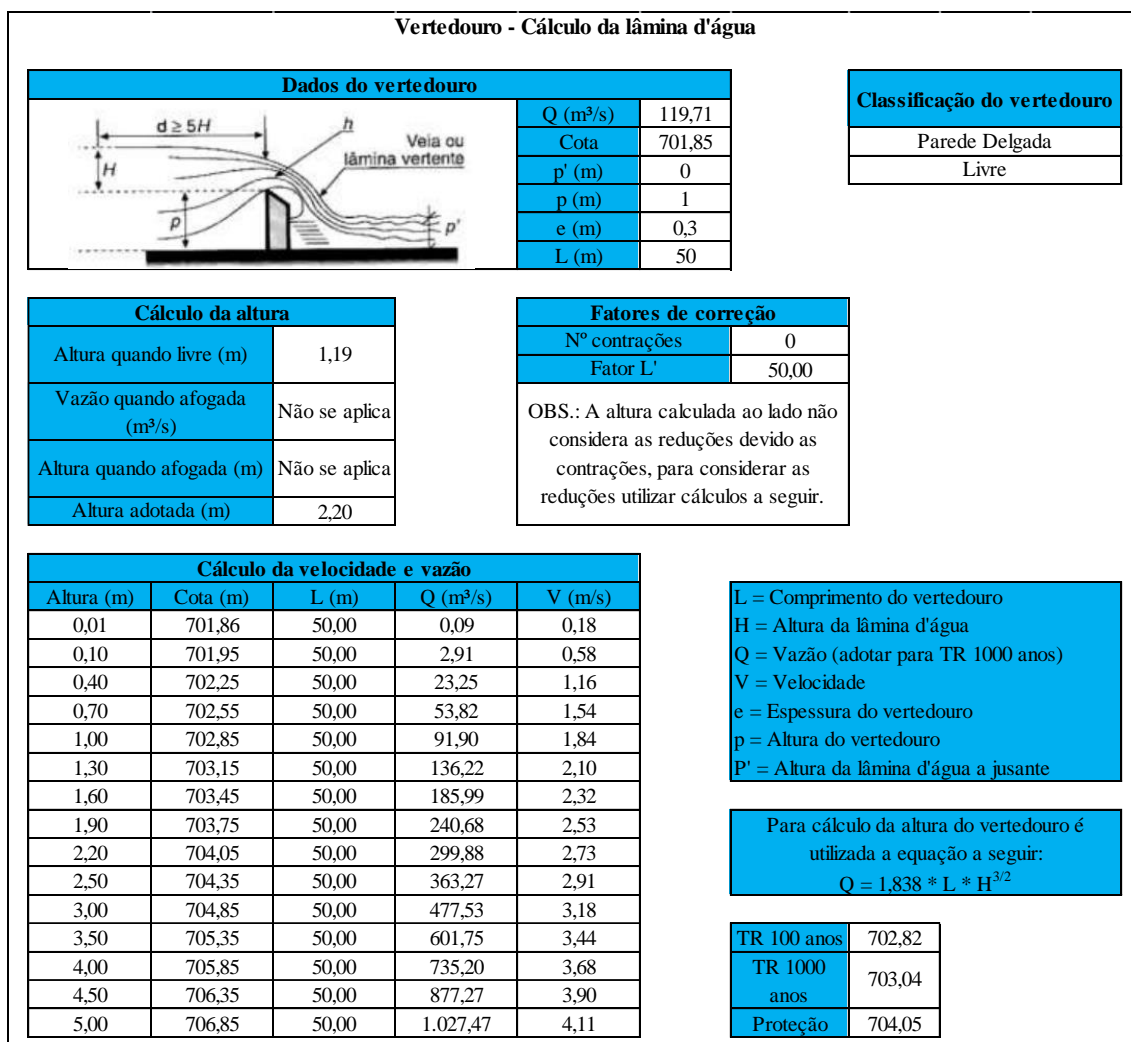 Vertedouro - Cálculo da lâmina d'água
Dados do vertedouro
d ≥ 5H
h
Veia ou
lâmina vertente
H
p
p'
Q (m³/s) 119,71
Cota 701,85
p' (m) 0
p (m) 1
e (m) 0,3
L (m) 50
Classificação do vertedouro
Parede Delgada
Livre
Cálculo da altura
Altura quando livre (m) 1,19
Vazão quando afogada
(m³/s) Não se aplica
Altura quando afogada (m) Não se aplica
Altura adotada (m) 2,20
Fatores de correção
Nº contrações 0
Fator L' 50,00
OBS.: A altura calculada ao lado não
considera as reduções devido as
contrações, para considerar as
reduções utilizar cálculos a seguir.
Cálculo da velocidade e vazão
Altura (m) Cota (m) L (m) Q (m³/s) V (m/s)
0,01 701,86 50,00 0,09 0,18
0,10 701,95 50,00 2,91 0,58
0,40 702,25 50,00 23,25 1,16
0,70 702,55 50,00 53,82 1,54
1,00 702,85 50,00 91,90 1,84
1,30 703,15 50,00 136,22 2,10
1,60 703,45 50,00 185,99 2,32
1,90 703,75 50,00 240,68 2,53
2,20 704,05 50,00 299,88 2,73
2,50 704,35 50,00 363,27 2,91
3,00 704,85 50,00 477,53 3,18
3,50 705,35 50,00 601,75 3,44
4,00 705,85 50,00 735,20 3,68
4,50 706,35 50,00 877,27 3,90
5,00 706,85 50,00 1.027,47 4,11
L = Comprimento do vertedouro
H = Altura da lâmina d'água
Q = Vazão (adotar para TR 1000 anos)
V = Velocidade
e = Espessura do vertedouro
p = Altura do vertedouro
P' = Altura da lâmina d'água a jusante
Para cálculo da altura do vertedouro é
utilizada a equação a seguir:
Q = 1,838 * L * H^3/2
TR 100 anos 702,82
TR 1000
anos 703,04
Proteção 704,05